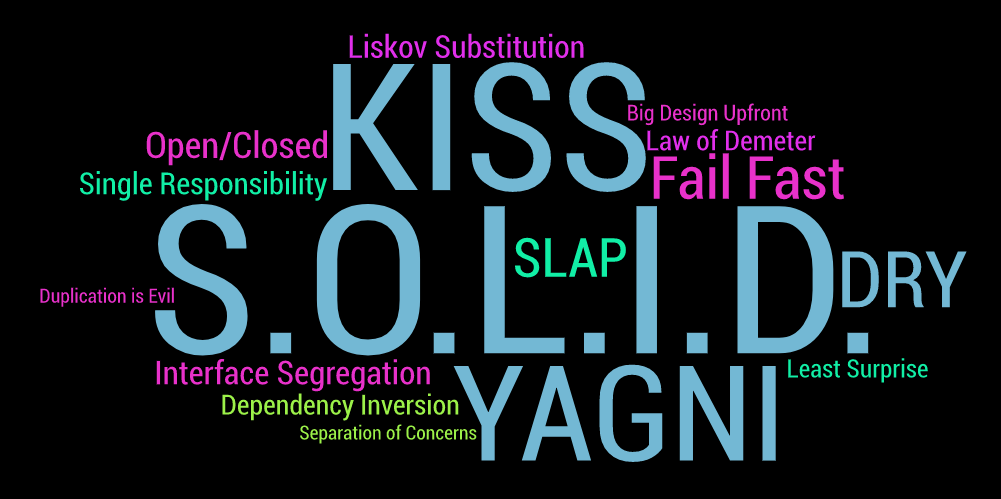 Liskov Substitution
KISS
Big Design Upfront
Open/Closed
Law of Demeter
Single Responsibility
Fail Fast
S.O.L.I.D.
SLAP
DRY
Duplication is Evil
Interface Segregation
Least Surprise
YAGNI
Dependency Inversion
Separation of Concerns